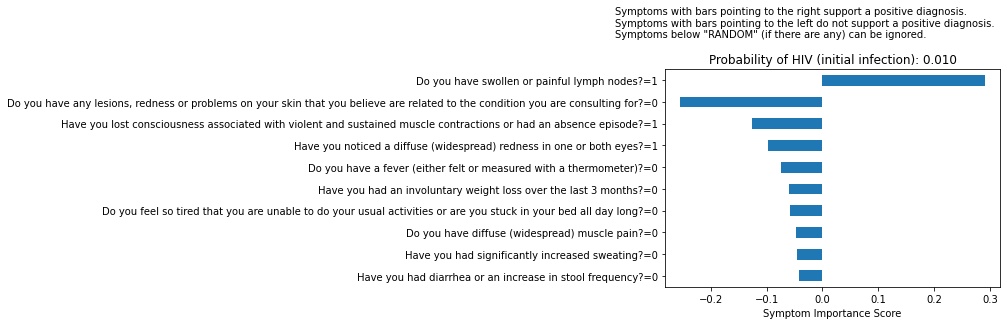 Symptoms with bars pointing to the right support a positive diagnosis.
Symptoms with bars pointing to the left do not support a positive diagnosis.
Symptoms below "RANDOM" (if there are any) can be ignored.
Probability of HIV (initial infection): 0.010
Do you have swollen or painful lymph nodes?=1
Do you have any lesions, redness or problems on your skin that you believe are related to the condition you are consulting for?=0
Have you lost consciousness associated with violent and sustained muscle contractions or had an absence episode?=1
Have you noticed a diffuse (widespread) redness in one or both eyes?=1
Do you have a fever (either felt or measured with a thermometer)?=0
Have you had an involuntary weight loss over the last 3 months?=0
Do you feel so tired that you are unable to do your usual activities or are you stuck in your bed all day long?=0
Do you have diffuse (widespread) muscle pain?=0
Have you had significantly increased sweating?=0
Have you had diarrhea or an increase in stool frequency?=0
−0.2 −0.1 0.0 0.1 0.2 0.3
Symptom Importance Score